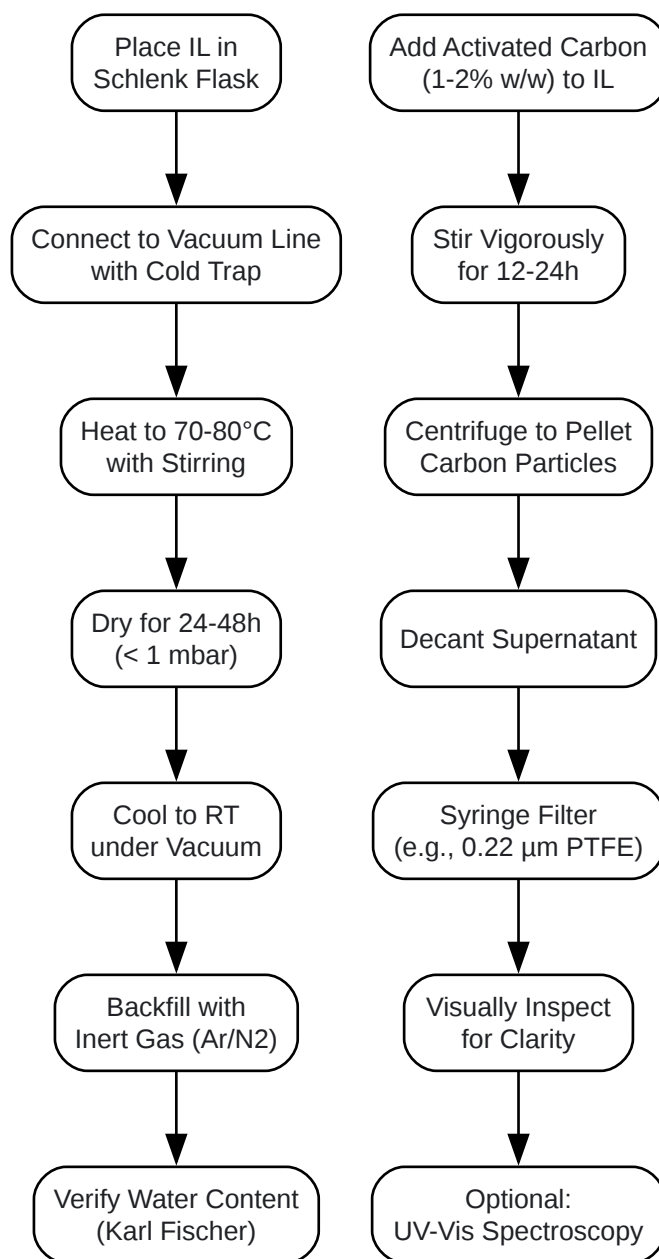 Place IL in
Schlenk Flask
Connect to Vacuum Line
with Cold Trap
Heat to 70-80°C
with Stirring
Dry for 24-48h
(< 1 mbar)
Cool to RT
under Vacuum
Backfill with
Inert Gas (Ar/N2)
Verify Water Content
(Karl Fischer)
Add Activated Carbon
(1-2% w/w) to IL
Stir Vigorously
for 12-24h
Centrifuge to Pellet
Carbon Particles
Decant Supernatant
Syringe Filter
(e.g., 0.22 µm PTFE)
Visually Inspect
for Clarity
Optional:
UV-Vis Spectroscopy